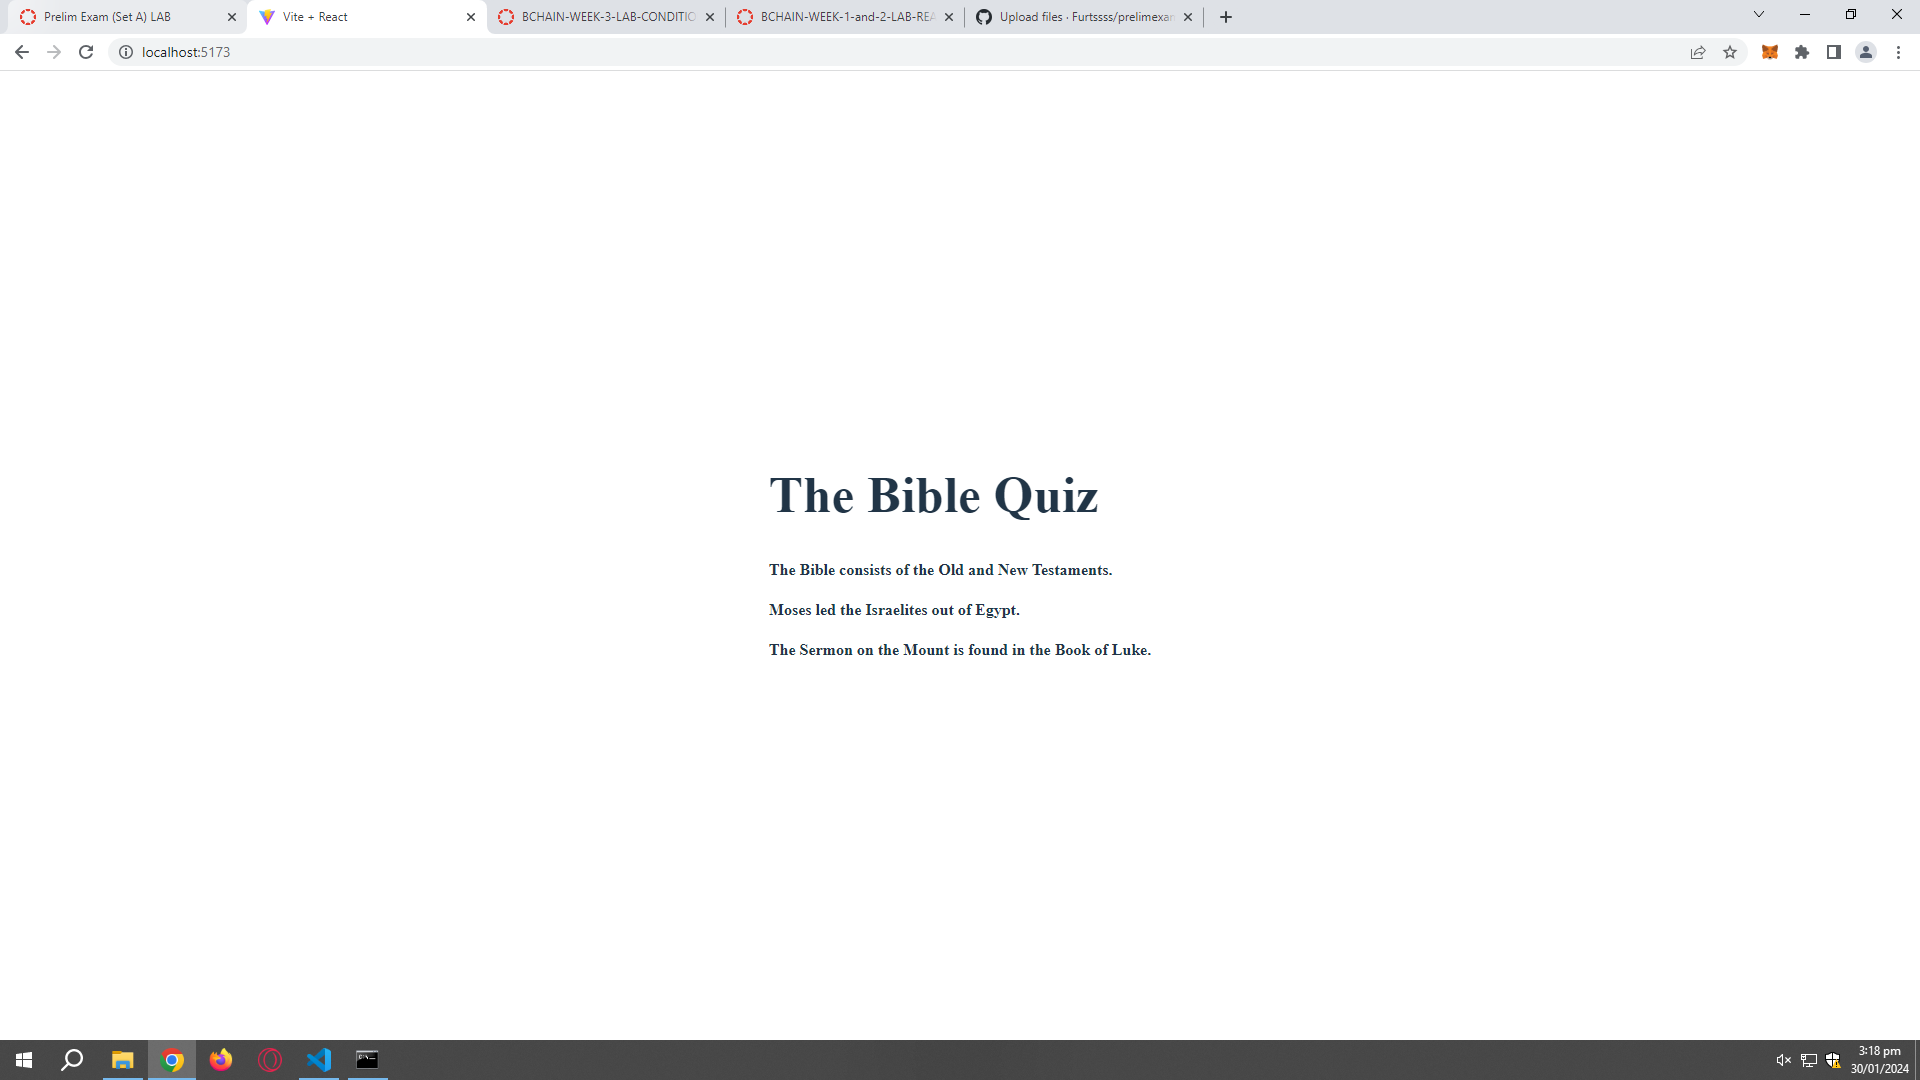 Prelim Exam (Set A) LAB
Vite + React
BCHAIN-WEEK-3-LAB-CONDITIO
BCHAIN-WEEK-1-and-2-LAB-REA
Upload files · Furtssss/prelimexa
localhost:5173
The Bible Quiz
The Bible consists of the Old and New Testaments.
Moses led the Israelites out of Egypt.
The Sermon on the Mount is found in the Book of Luke.
3:18 pm
30/01/2024